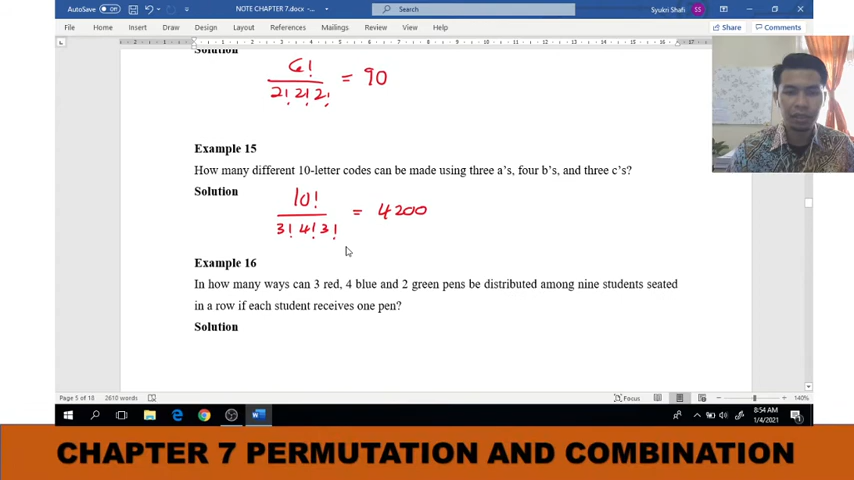 AutoSave Off
NOTE CHAPTER 7.docx -...
Search
Syukri Shafi SS
File Home Insert Draw Design Layout References Mailings Review View Help Share Comments
Solution
6! / 2! 2! 2! = 90
Example 15
How many different 10-letter codes can be made using three a's, four b's, and three c's?
Solution
10! / 3! 4! 3! = 4200
Example 16
In how many ways can 3 red, 4 blue and 2 green pens be distributed among nine students seated
in a row if each student receives one pen?
Solution
Page 5 of 18 2610 words Focus 140%
8:54 AM
1/4/2021
CHAPTER 7 PERMUTATION AND COMBINATION